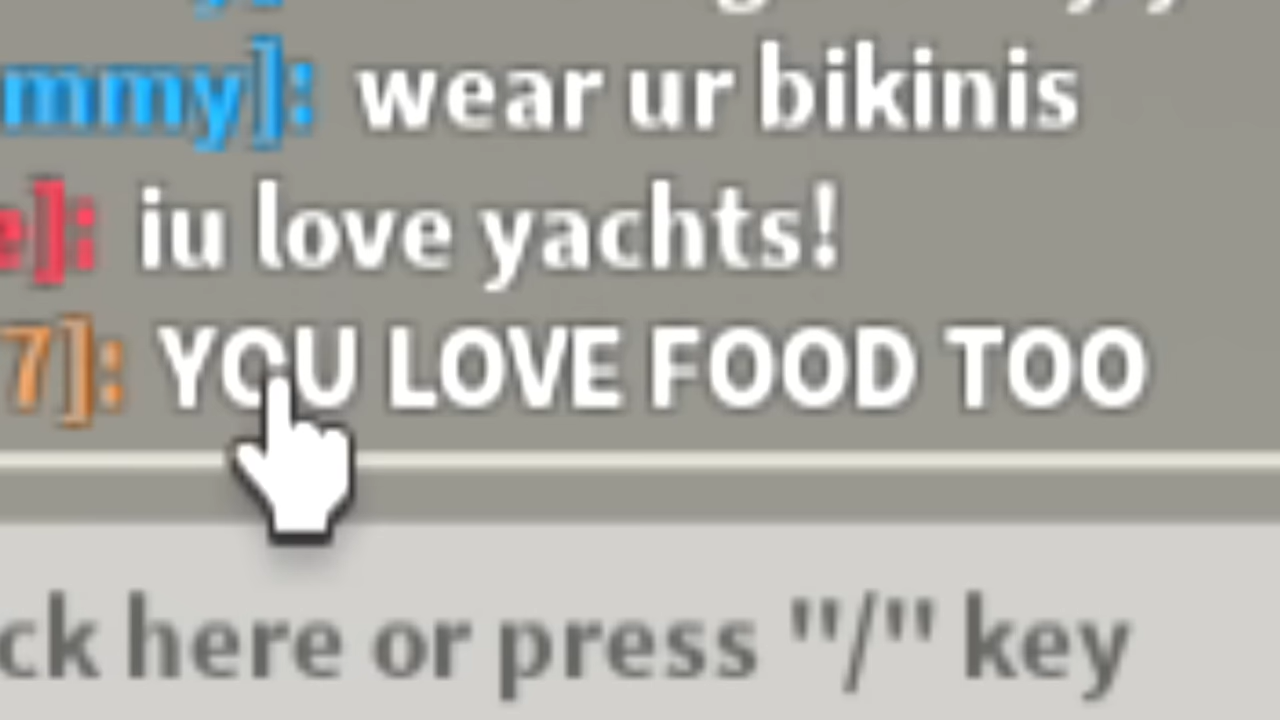 mmy]: wear ur bikinis
e]: iu love yachts!
7]: YOU LOVE FOOD TOO
ck here or press "/" key